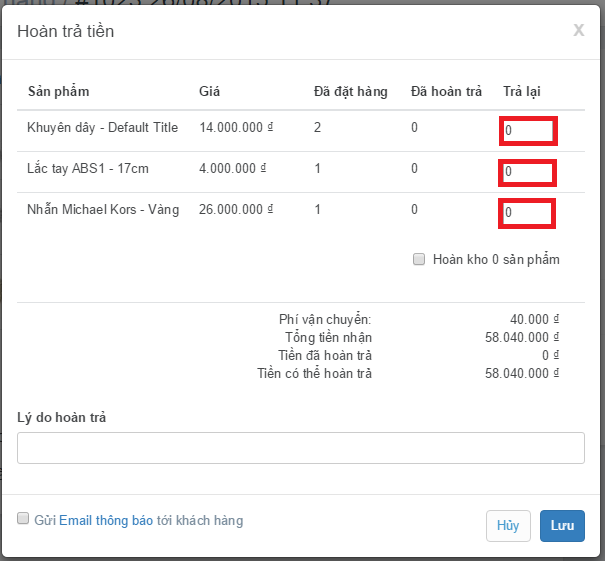 Hoàn trả tiền X
Sản phẩm Giá Đã đặt hàng Đã hoàn trả Trả lại
Khuyên dây - Default Title 14.000.000 ₫ 2 0 0
Lắc tay ABS1 - 17cm 4.000.000 ₫ 1 0 0
Nhẫn Michael Kors - Vàng 26.000.000 ₫ 1 0 0
Hoàn kho 0 sản phẩm
Phí vận chuyển: 40.000 ₫
Tổng tiền nhận 58.040.000 ₫
Tiền đã hoàn trả 0 ₫
Tiền có thể hoàn trả 58.040.000 ₫
Lý do hoàn trả
Gửi Email thông báo tới khách hàng Hủy Lưu